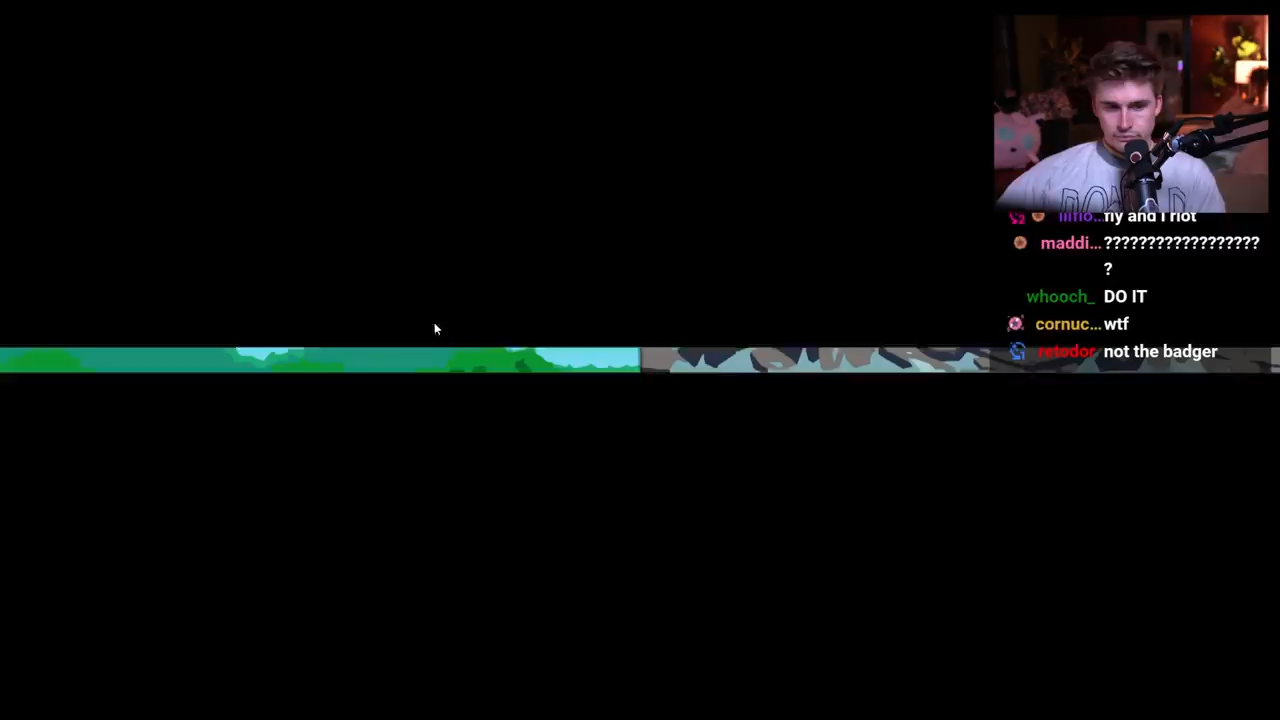 fly and I riot
maddi… ??????????????????
?
whooch_ DO IT
cornuc… wtf
retodor not the badger